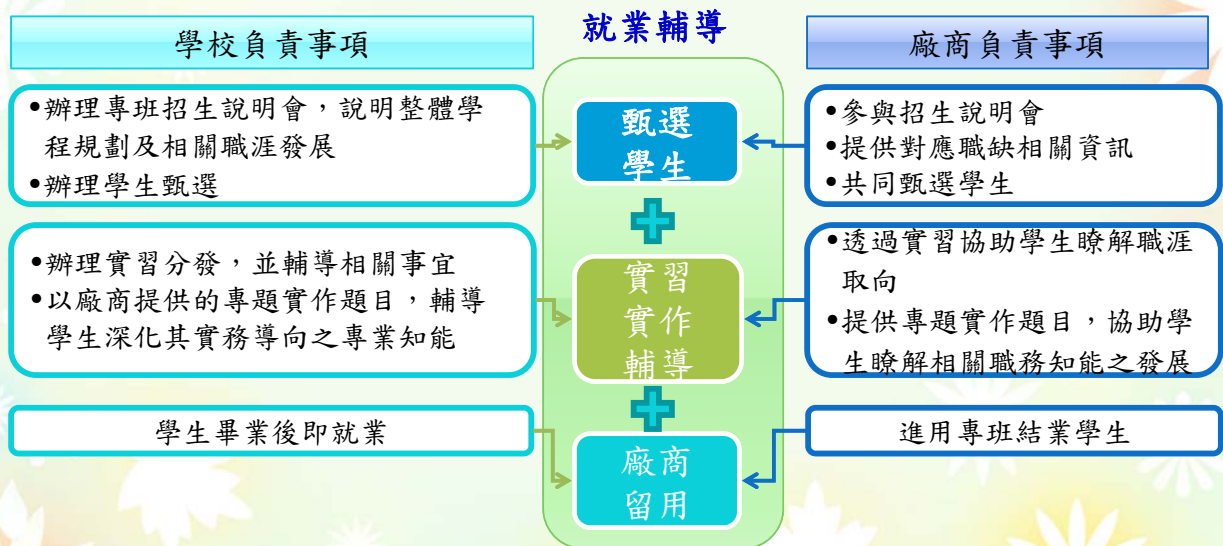 就業輔導
學校負責事項
廠商負責事項
•辦理專班招生說明會，說明整體學
程規劃及相關職涯發展
•辦理學生甄選
甄選
學生
•參與招生說明會
•提供對應職缺相關資訊
•共同甄選學生
•辦理實習分發，並輔導相關事宜
•以廠商提供的專題實作題目，輔導
學生深化其實務導向之專業知能
實習
實作
輔導
•透過實習協助學生瞭解職涯
取向
•提供專題實作題目，協助學
生瞭解相關職務知能之發展
學生畢業後即就業
廠商
留用
進用專班結業學生